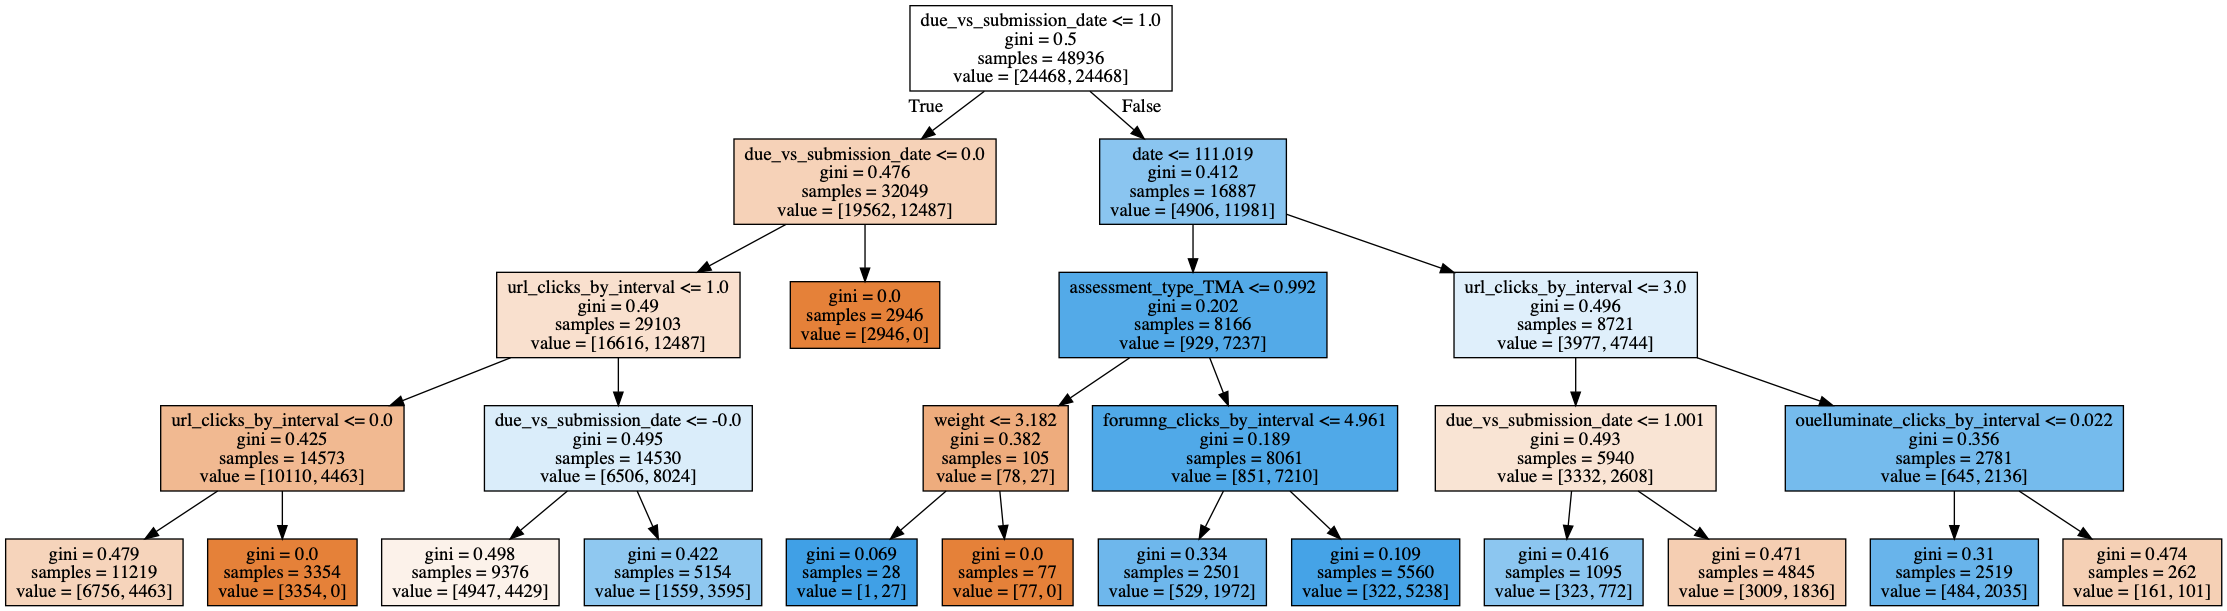 due_vs_submission_date <= 1.0
gini = 0.5
samples = 48936
value = [24468, 24468]
True
False
due_vs_submission_date <= 0.0
gini = 0.476
samples = 32049
value = [19562, 12487]
date <= 111.019
gini = 0.412
samples = 16887
value = [4906, 11981]
url_clicks_by_interval <= 1.0
gini = 0.49
samples = 29103
value = [16616, 12487]
gini = 0.0
samples = 2946
value = [2946, 0]
assessment_type_TMA <= 0.992
gini = 0.202
samples = 8166
value = [929, 7237]
url_clicks_by_interval <= 3.0
gini = 0.496
samples = 8721
value = [3977, 4744]
url_clicks_by_interval <= 0.0
gini = 0.425
samples = 14573
value = [10110, 4463]
due_vs_submission_date <= -0.0
gini = 0.495
samples = 14530
value = [6506, 8024]
weight <= 3.182
gini = 0.382
samples = 105
value = [78, 27]
forumng_clicks_by_interval <= 4.961
gini = 0.189
samples = 8061
value = [851, 7210]
due_vs_submission_date <= 1.001
gini = 0.493
samples = 5940
value = [3332, 2608]
ouelluminate_clicks_by_interval <= 0.022
gini = 0.356
samples = 2781
value = [645, 2136]
gini = 0.479
samples = 11219
value = [6756, 4463]
gini = 0.0
samples = 3354
value = [3354, 0]
gini = 0.498
samples = 9376
value = [4947, 4429]
gini = 0.422
samples = 5154
value = [1559, 3595]
gini = 0.069
samples = 28
value = [1, 27]
gini = 0.0
samples = 77
value = [77, 0]
gini = 0.334
samples = 2501
value = [529, 1972]
gini = 0.109
samples = 5560
value = [322, 5238]
gini = 0.416
samples = 1095
value = [323, 772]
gini = 0.471
samples = 4845
value = [3009, 1836]
gini = 0.31
samples = 2519
value = [484, 2035]
gini = 0.474
samples = 262
value = [161, 101]